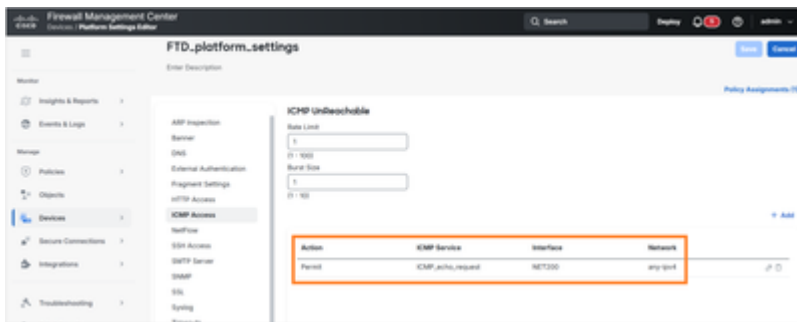 CISCO
Firewall Management Center
Devices / Platform Settings Editor
Search
Deploy
admin
FTD_platform_settings
Enter Description
Save
Cancel
Policy Assignments (1)
Monitor
Insights & Reports
Events & Logs
Manage
Policies
Objects
Devices
Secure Connections
Integrations
Troubleshooting
ARP Inspection
Banner
DNS
External Authentication
Fragment Settings
HTTP Access
ICMP Access
NetFlow
SSH Access
SMTP Server
SNMP
SSL
Syslog
ICMP UnReachable
Rate Limit
1
(1 - 100)
Burst Size
1
(1 - 10)
+ Add
Action ICMP Service Interface Network
Permit ICMP_echo_request NET200 any-ipv4